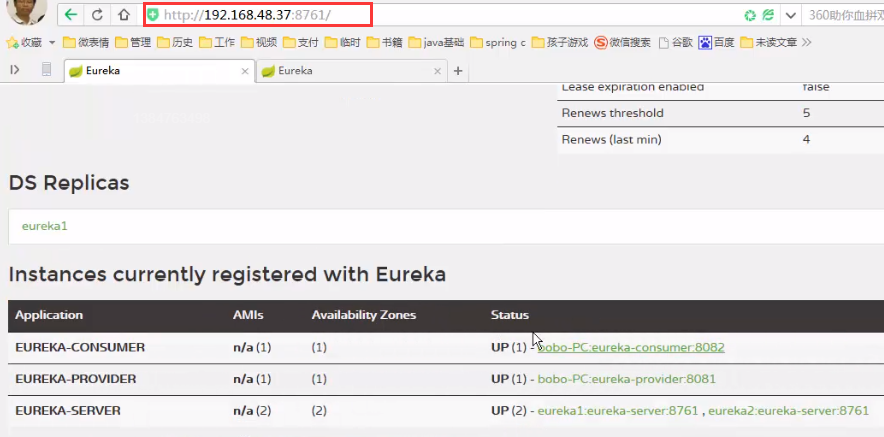 http://192.168.48.37:8761/
360助你血拼双
收藏 微表情 管理 历史 工作 视频 支付 临时 书籍 java基础 spring c 孩子游戏 微信搜索 谷歌 百度 未读文章 >>
Eureka × Eureka × +
Lease expiration enabled false
Renews threshold 5
Renews (last min) 4
DS Replicas
eureka1
Instances currently registered with Eureka
Application AMIs Availability Zones Status
EUREKA-CONSUMER n/a (1) (1) UP (1) - bobo-PC:eureka-consumer:8082
EUREKA-PROVIDER n/a (1) (1) UP (1) - bobo-PC:eureka-provider:8081
EUREKA-SERVER n/a (2) (2) UP (2) - eureka1:eureka-server:8761 , eureka2:eureka-server:8761